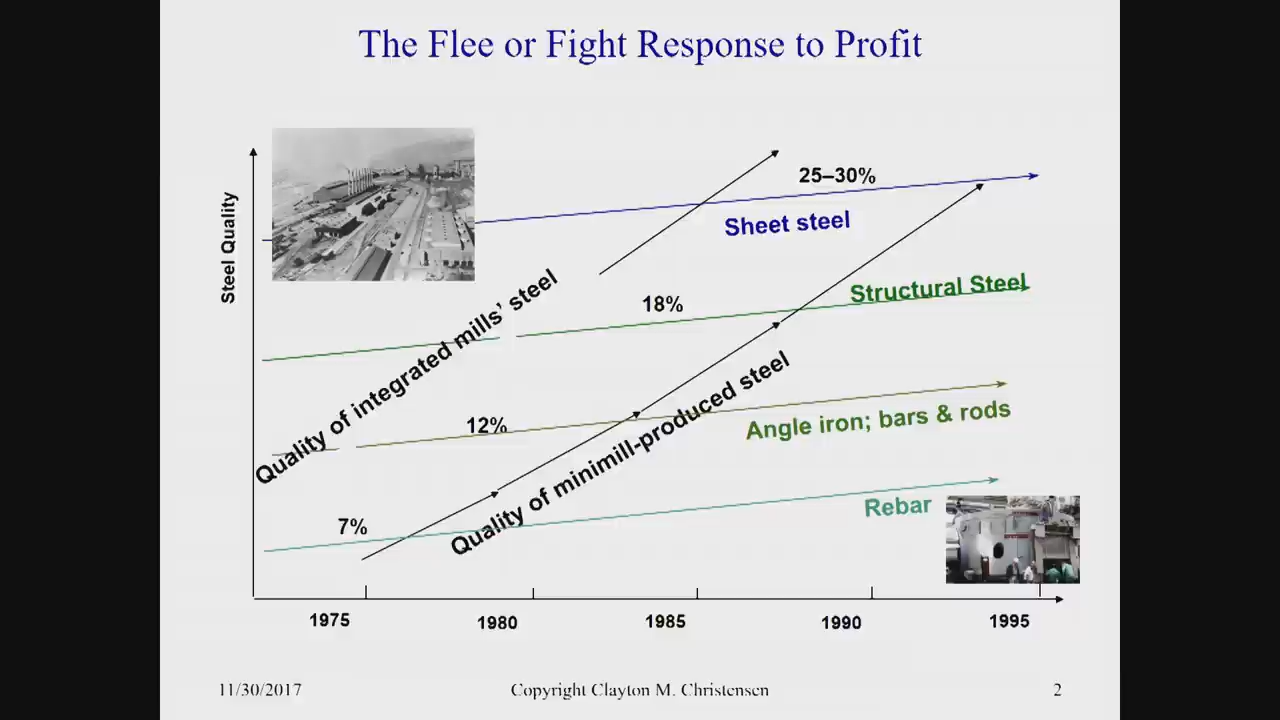 The Flee or Fight Response to Profit
Steel Quality
25–30%
Sheet steel
Quality of integrated mills' steel
18%
Structural Steel
12%
Angle iron; bars & rods
Quality of minimill-produced steel
7%
Rebar
1975 1980 1985 1990 1995
11/30/2017 Copyright Clayton M. Christensen 2